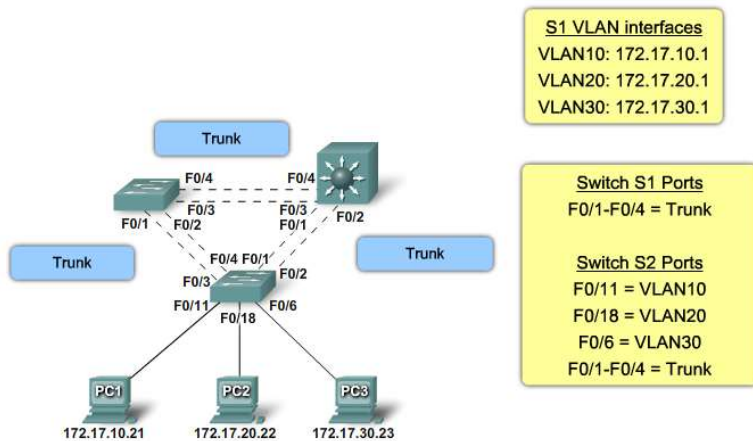 S1 VLAN interfaces
VLAN10: 172.17.10.1
VLAN20: 172.17.20.1
VLAN30: 172.17.30.1
Trunk
F0/4
F0/4
F0/3
F0/3
F0/2
F0/1
F0/1
F0/2
Switch S1 Ports
F0/1-F0/4 = Trunk
Trunk
Trunk
F0/4
F0/1
F0/3
F0/2
F0/11
F0/6
F0/18
Switch S2 Ports
F0/11 = VLAN10
F0/18 = VLAN20
F0/6 = VLAN30
F0/1-F0/4 = Trunk
PC1
PC2
PC3
172.17.10.21
172.17.20.22
172.17.30.23